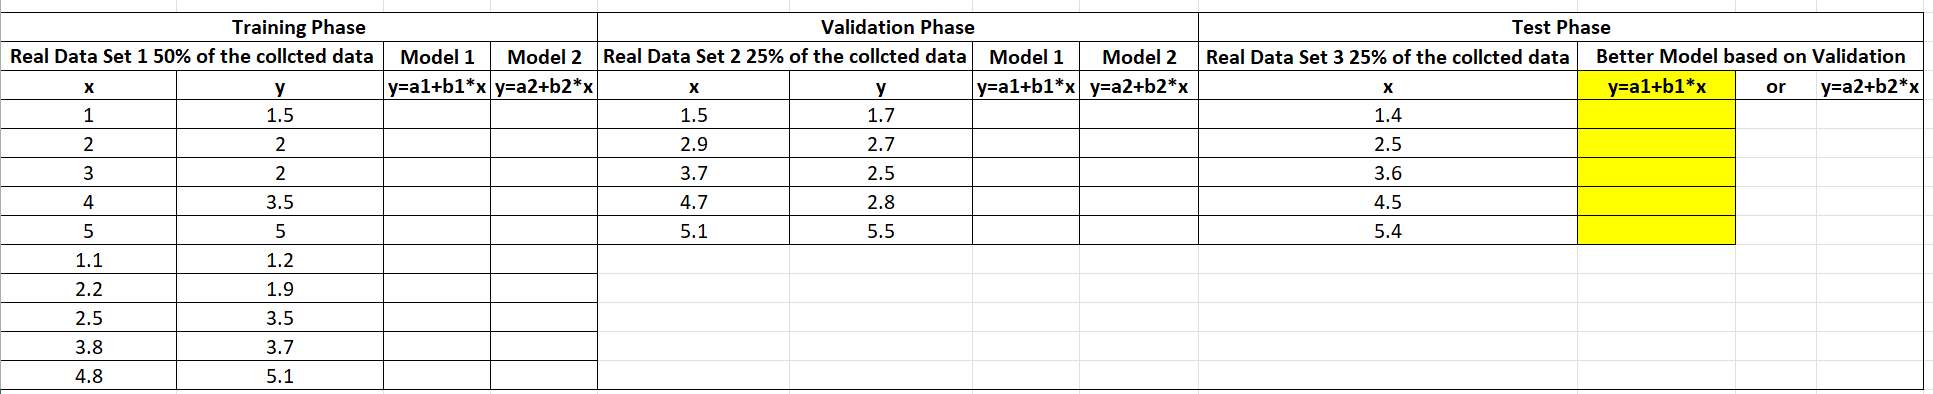 Training Phase Validation Phase Test Phase
Real Data Set 1 50% of the collcted data Model 1 Model 2 Real Data Set 2 25% of the collcted data Model 1 Model 2 Real Data Set 3 25% of the collcted data Better Model based on Validation
x y y=a1+b1*x y=a2+b2*x x y y=a1+b1*x y=a2+b2*x x y=a1+b1*x or y=a2+b2*x
1 1.5 1.5 1.7 1.4
2 2 2.9 2.7 2.5
3 2 3.7 2.5 3.6
4 3.5 4.7 2.8 4.5
5 5 5.1 5.5 5.4
1.1 1.2
2.2 1.9
2.5 3.5
3.8 3.7
4.8 5.1